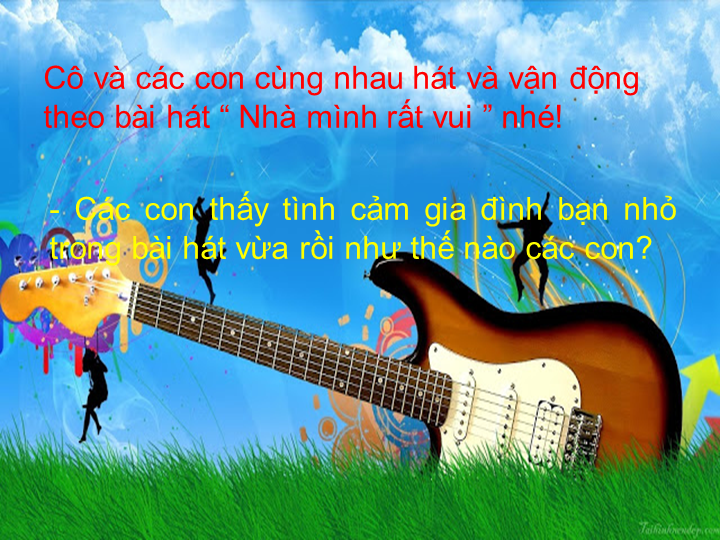 Cô và các con cùng nhau hát và vận động
theo bài hát “ Nhà mình rất vui ” nhé!
- Các con thấy tình cảm gia đình bạn nhỏ
trong bài hát vừa rồi như thế nào các con?